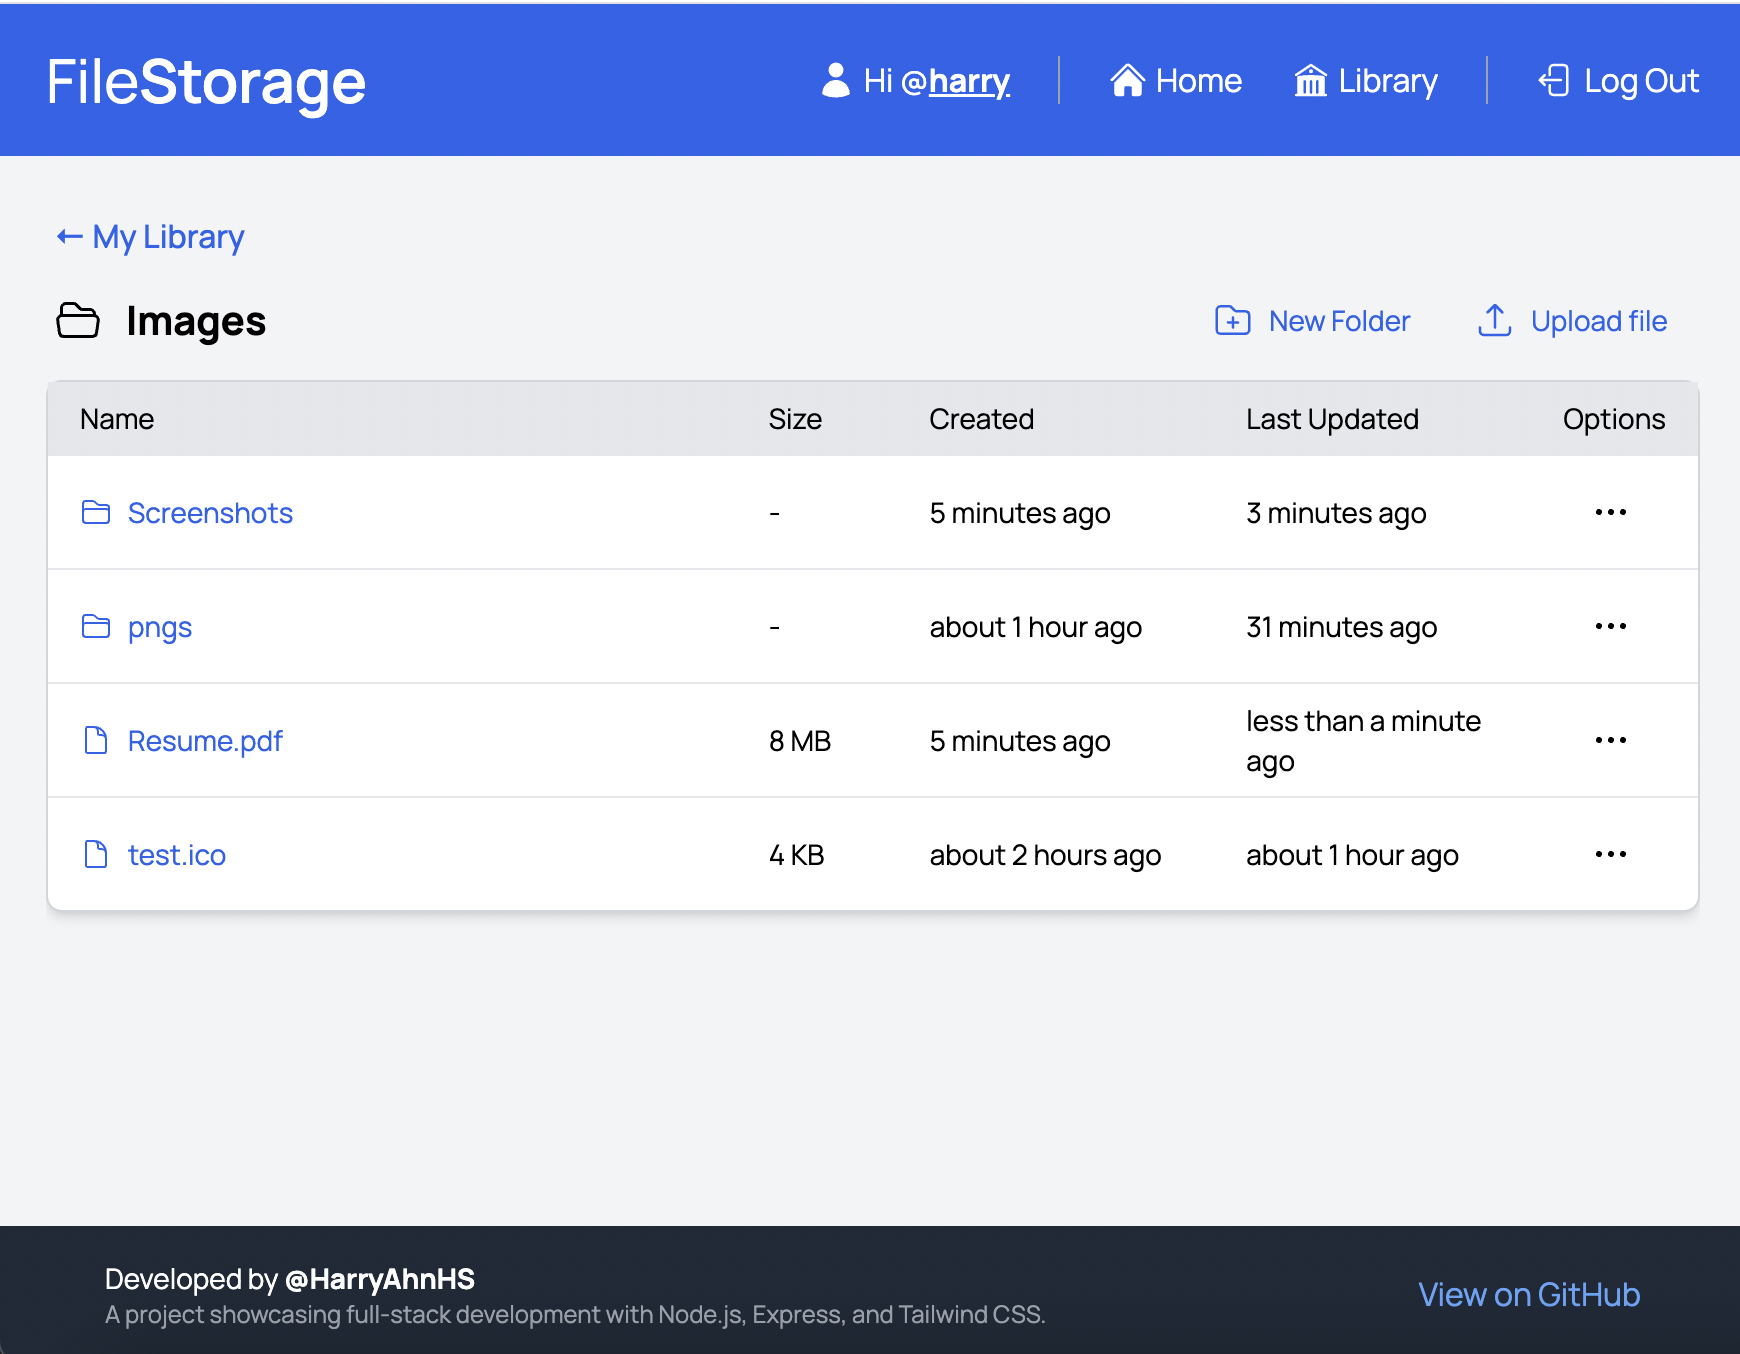 FileStorage
Hi @harry
Home
Library
Log Out
← My Library
Images
New Folder
Upload file
Name Size Created Last Updated Options
Screenshots - 5 minutes ago 3 minutes ago ...
pngs - about 1 hour ago 31 minutes ago ...
Resume.pdf 8 MB 5 minutes ago less than a minute
ago ...
test.ico 4 KB about 2 hours ago about 1 hour ago ...
Developed by @HarryAhnHS
A project showcasing full-stack development with Node.js, Express, and Tailwind CSS.
View on GitHub